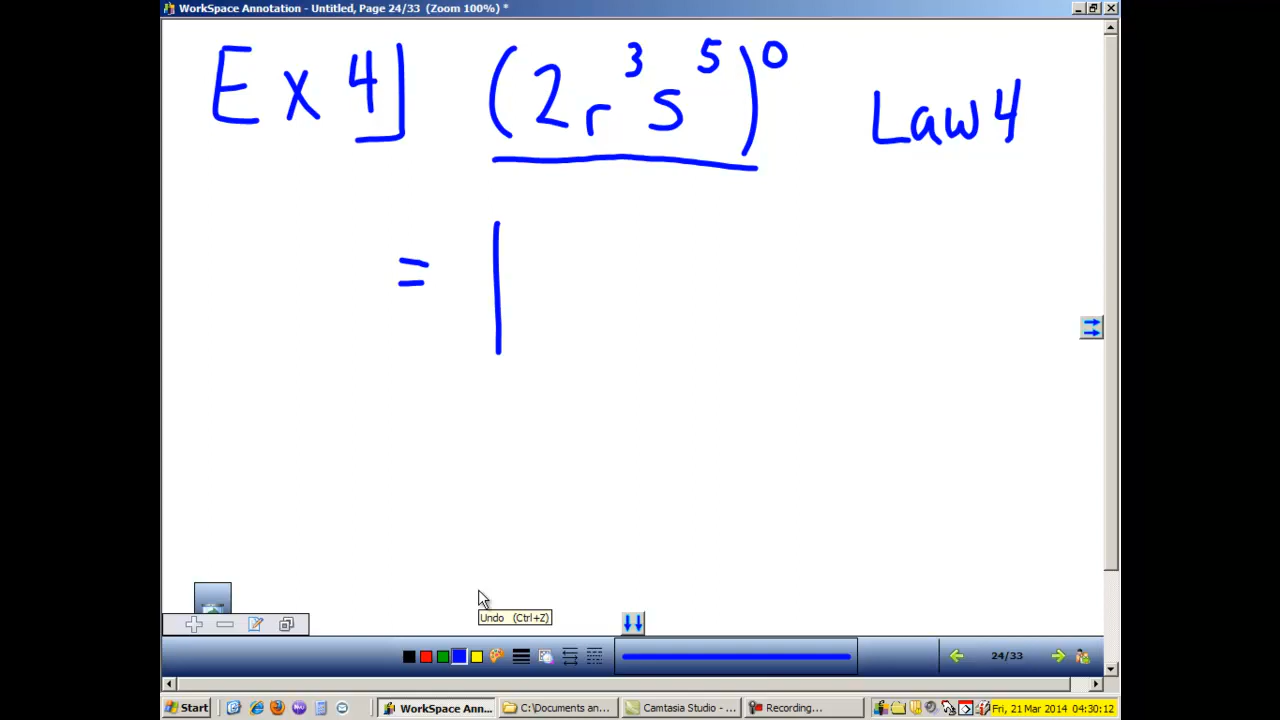 WorkSpace Annotation - Untitled, Page 24/33 (Zoom 100%) *
Ex 4] (2r³s⁵)⁰ Law 4
= 1
Undo (Ctrl+Z)
24/33
Start WorkSpace Ann... C:\Documents an... Camtasia Studio - ... Recording... Fri, 21 Mar 2014 04:30:12